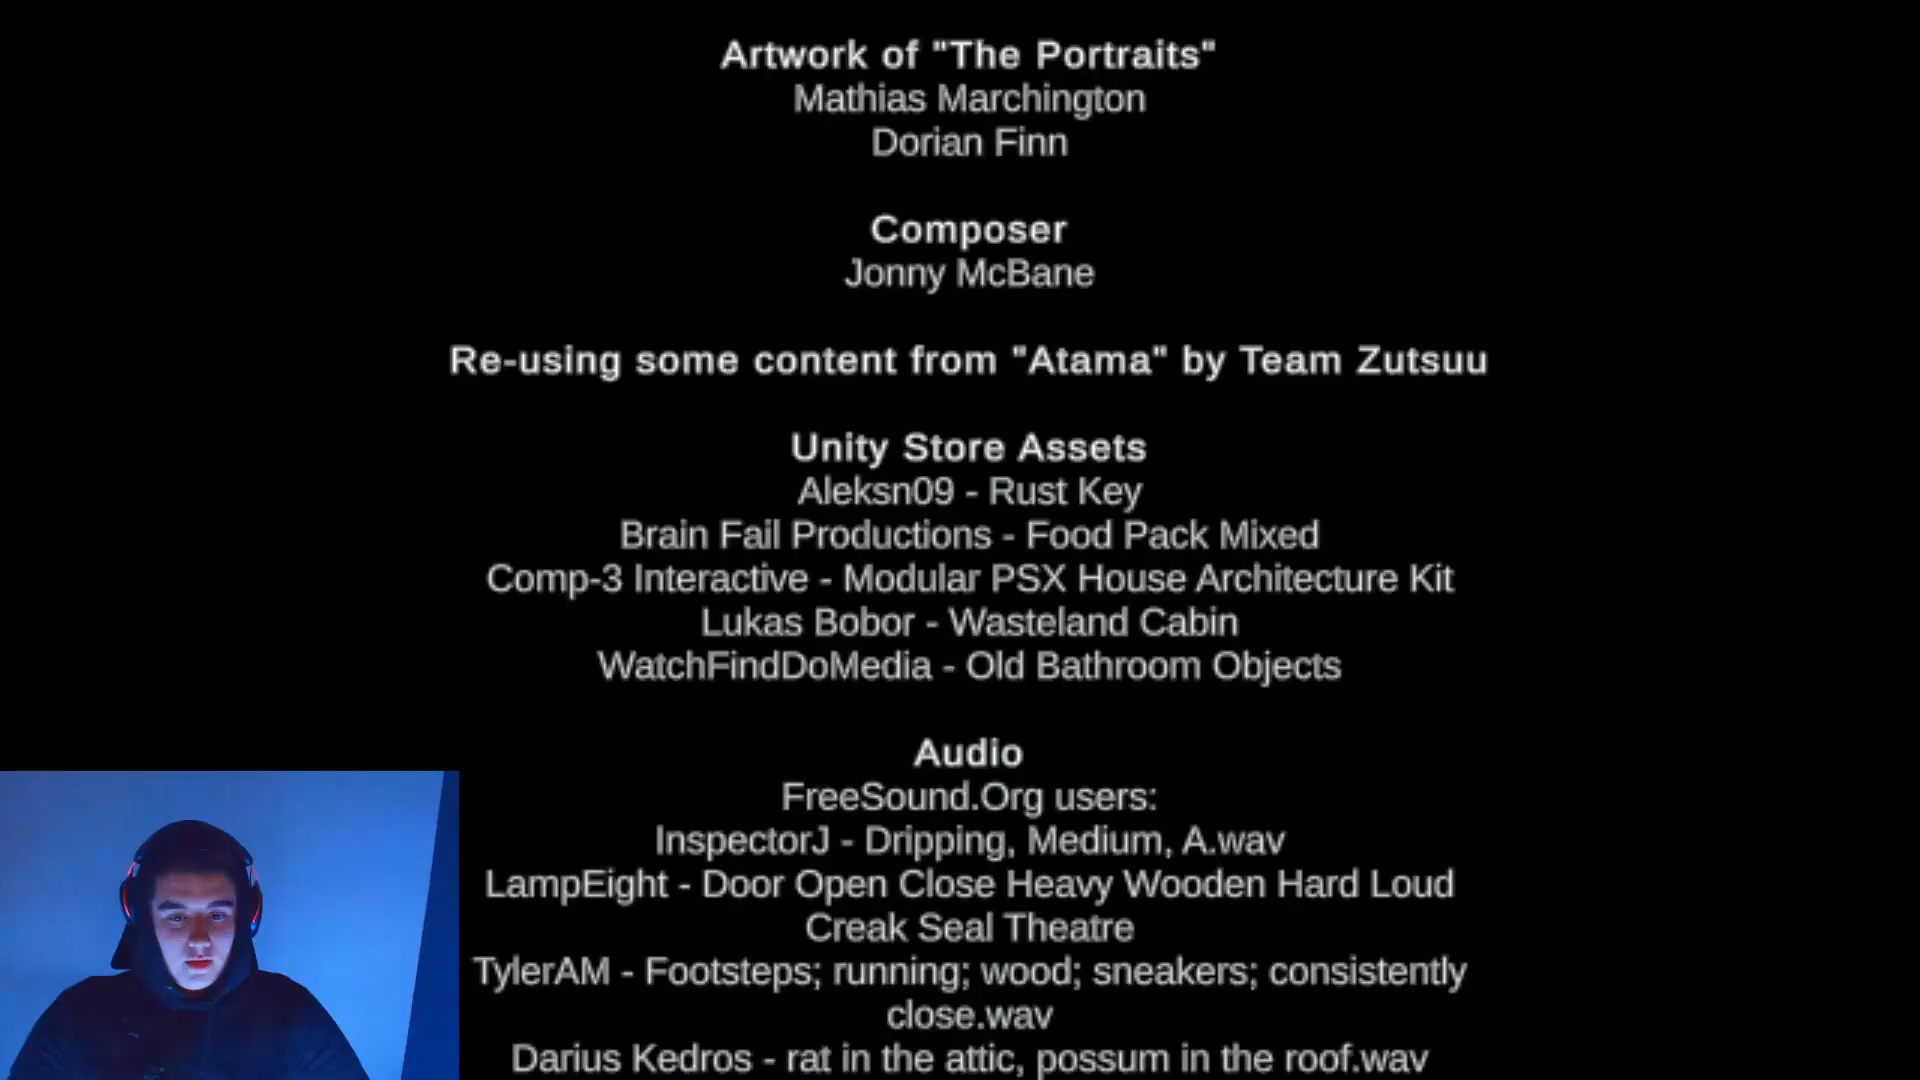 Artwork of "The Portraits"
Mathias Marchington
Dorian Finn
Composer
Jonny McBane
Re-using some content from "Atama" by Team Zutsuu
Unity Store Assets
Aleksn09 - Rust Key
Brain Fail Productions - Food Pack Mixed
Comp-3 Interactive - Modular PSX House Architecture Kit
Lukas Bobor - Wasteland Cabin
WatchFindDoMedia - Old Bathroom Objects
Audio
FreeSound.Org users:
InspectorJ - Dripping, Medium, A.wav
LampEight - Door Open Close Heavy Wooden Hard Loud
Creak Seal Theatre
TylerAM - Footsteps; running; wood; sneakers; consistently
close.wav
Darius Kedros - rat in the attic, possum in the roof.wav